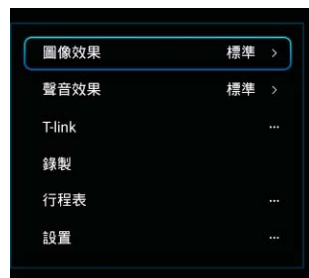 圖像效果 標準 >
聲音效果 標準 >
T-link ...
錄製
行程表 ...
設置 ...